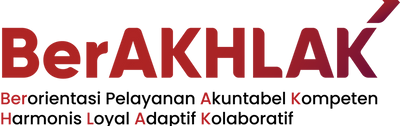 BerAKHLAK
Berorientasi Pelayanan Akuntabel Kompeten
Harmonis Loyal Adaptif Kolaboratif